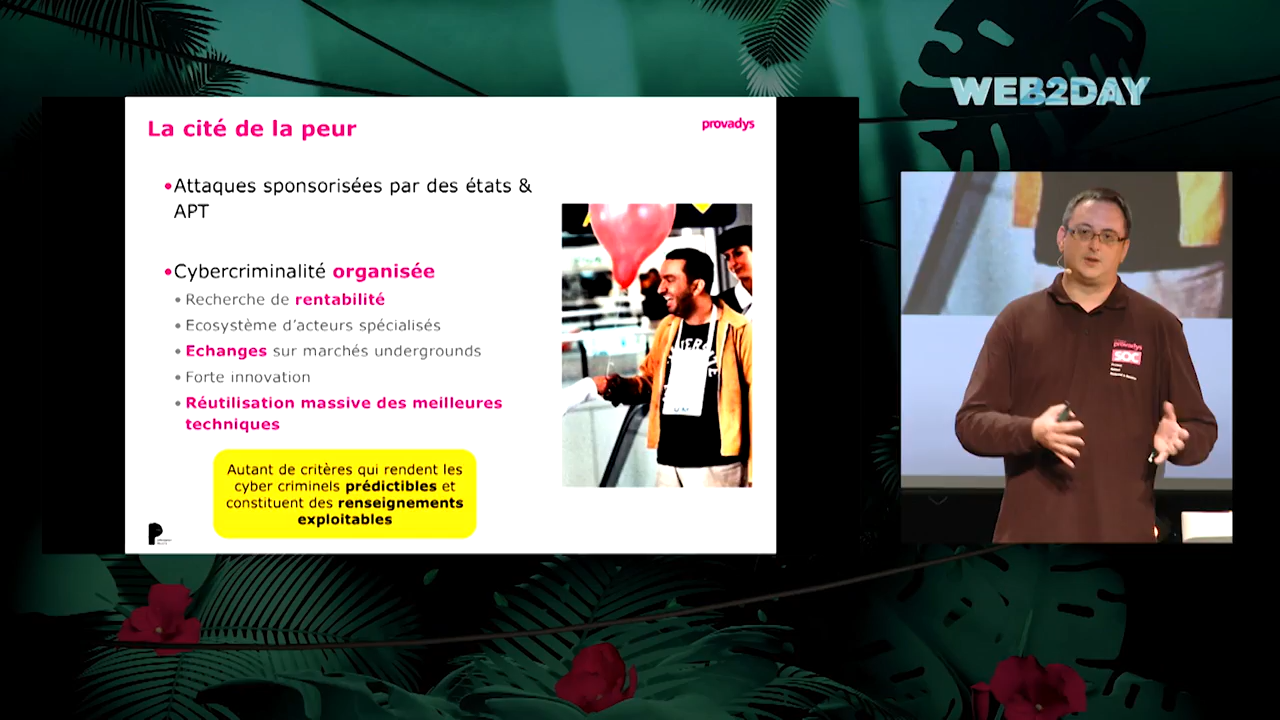 WEB2DAY
La cité de la peur
provadys
•Attaques sponsorisées par des états &
APT
•Cybercriminalité organisée
•Recherche de rentabilité
•Ecosystème d’acteurs spécialisés
•Echanges sur marchés undergrounds
•Forte innovation
•Réutilisation massive des meilleures
techniques
Autant de critères qui rendent les
cyber criminels prédictibles et
constituent des renseignements
exploitables
provadys
SOC